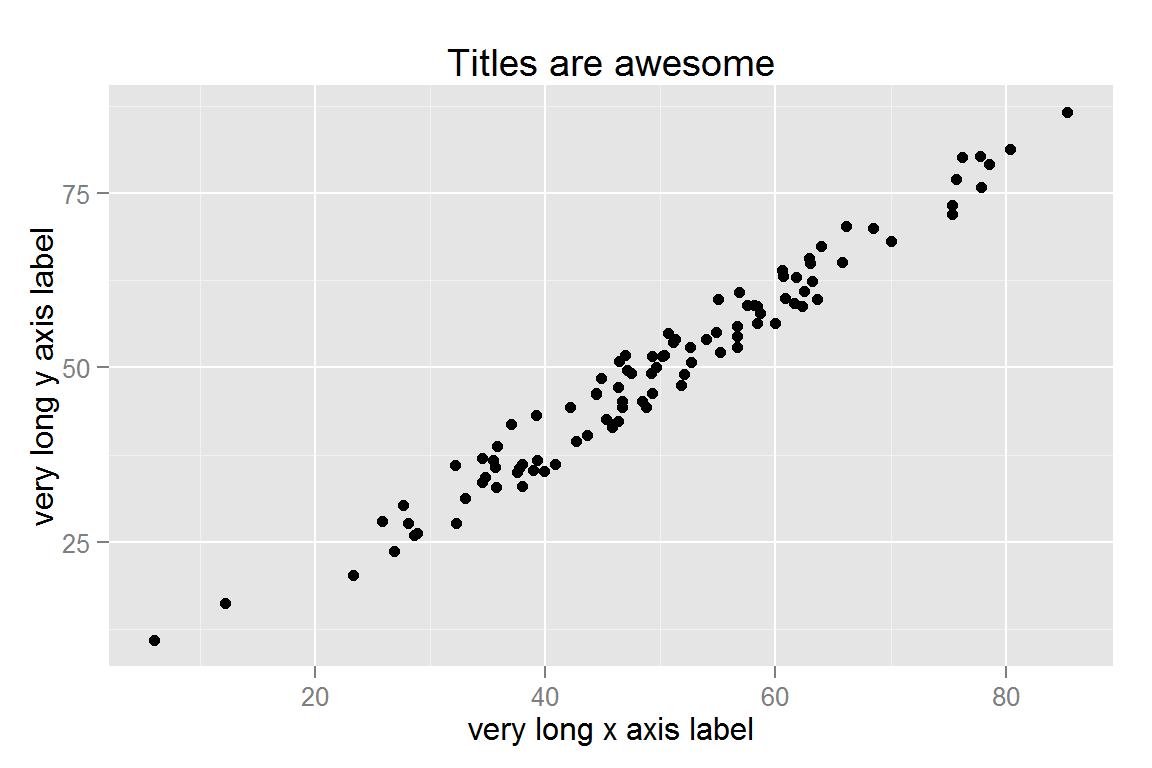 Titles are awesome
75
50
25
very long y axis label
20 40 60 80
very long x axis label